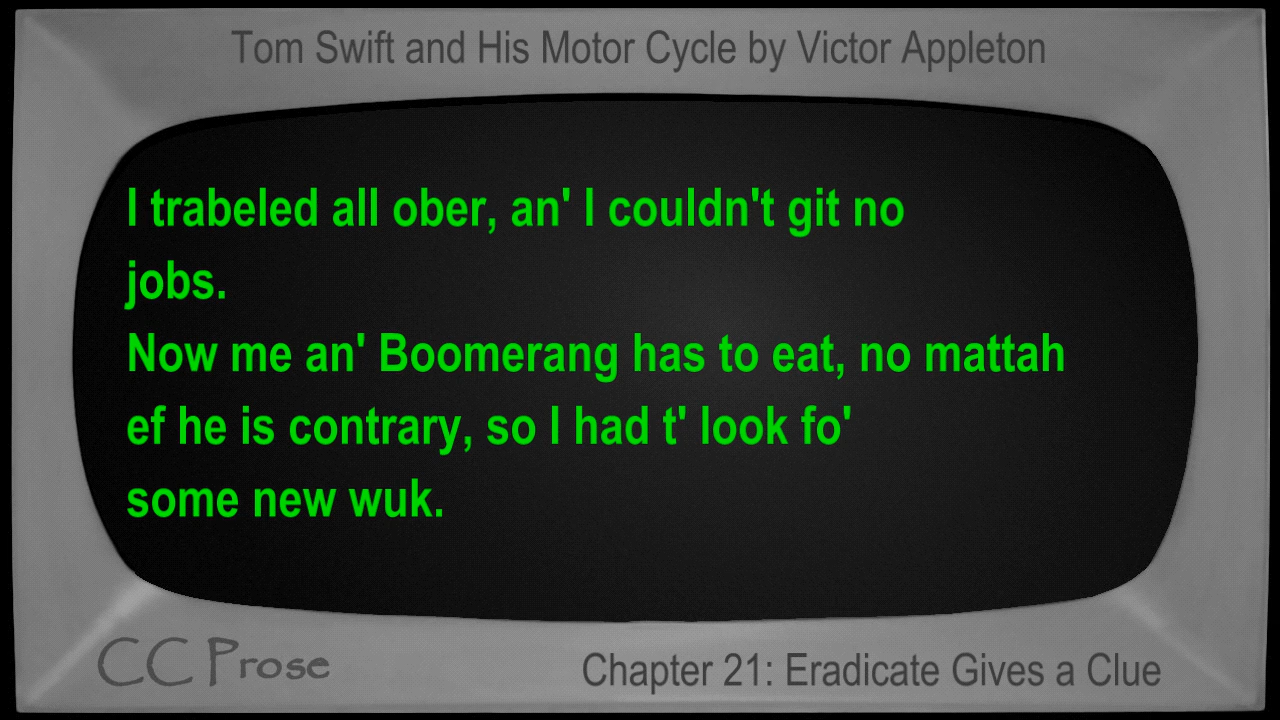 Tom Swift and His Motor Cycle by Victor Appleton
I trabeled all ober, an' I couldn't git no
jobs.
Now me an' Boomerang has to eat, no mattah
ef he is contrary, so I had t' look fo'
some new wuk.
CC Prose
Chapter 21: Eradicate Gives a Clue